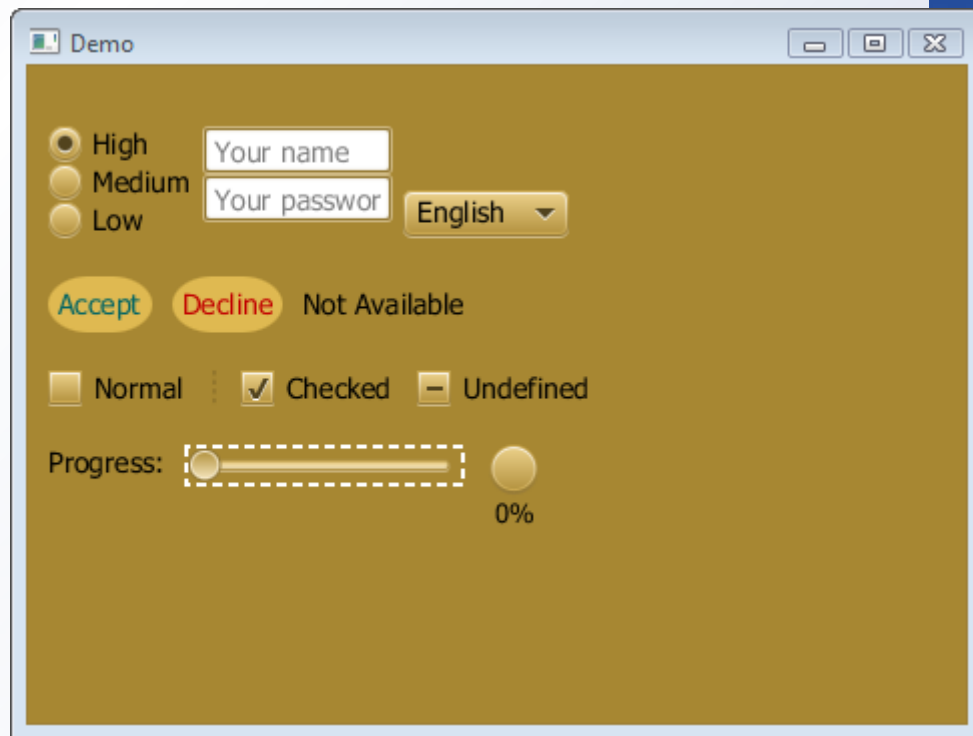 Demo
High
Medium
Low
Your name
Your passwor
English
Accept Decline Not Available
Normal Checked Undefined
Progress:
0%